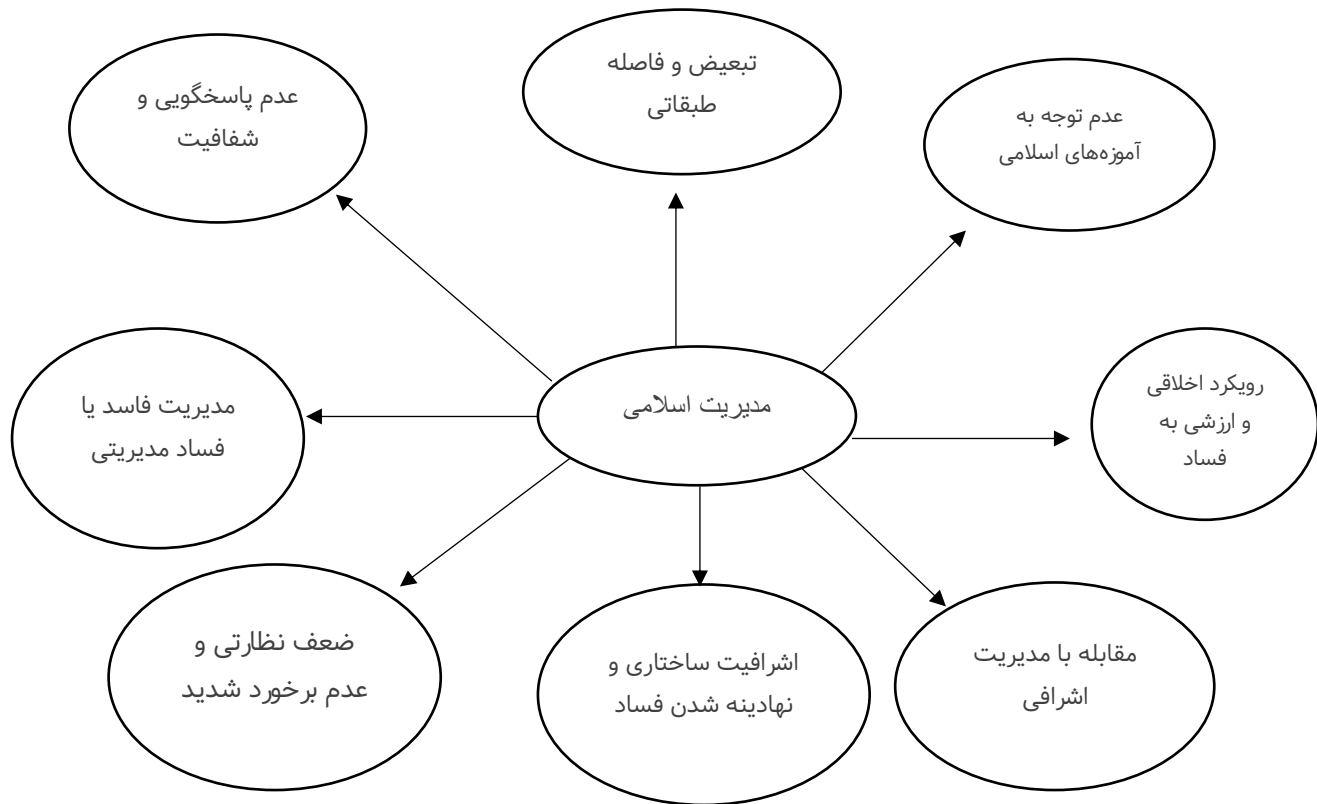 تبعیض و فاصله
طبقاتی
عدم پاسخگویی و
شفافیت
عدم توجه به
آموزه‌های اسلامی
مدیریت اسلامی
رویکرد اخلاقی
و ارزشی به
فساد
مدیریت فاسد یا
فساد مدیریتی
ضعف نظارتی و
عدم برخورد شدید
اشرافیت ساختاری و
نهادینه شدن فساد
مقابله با مدیریت
اشرافی